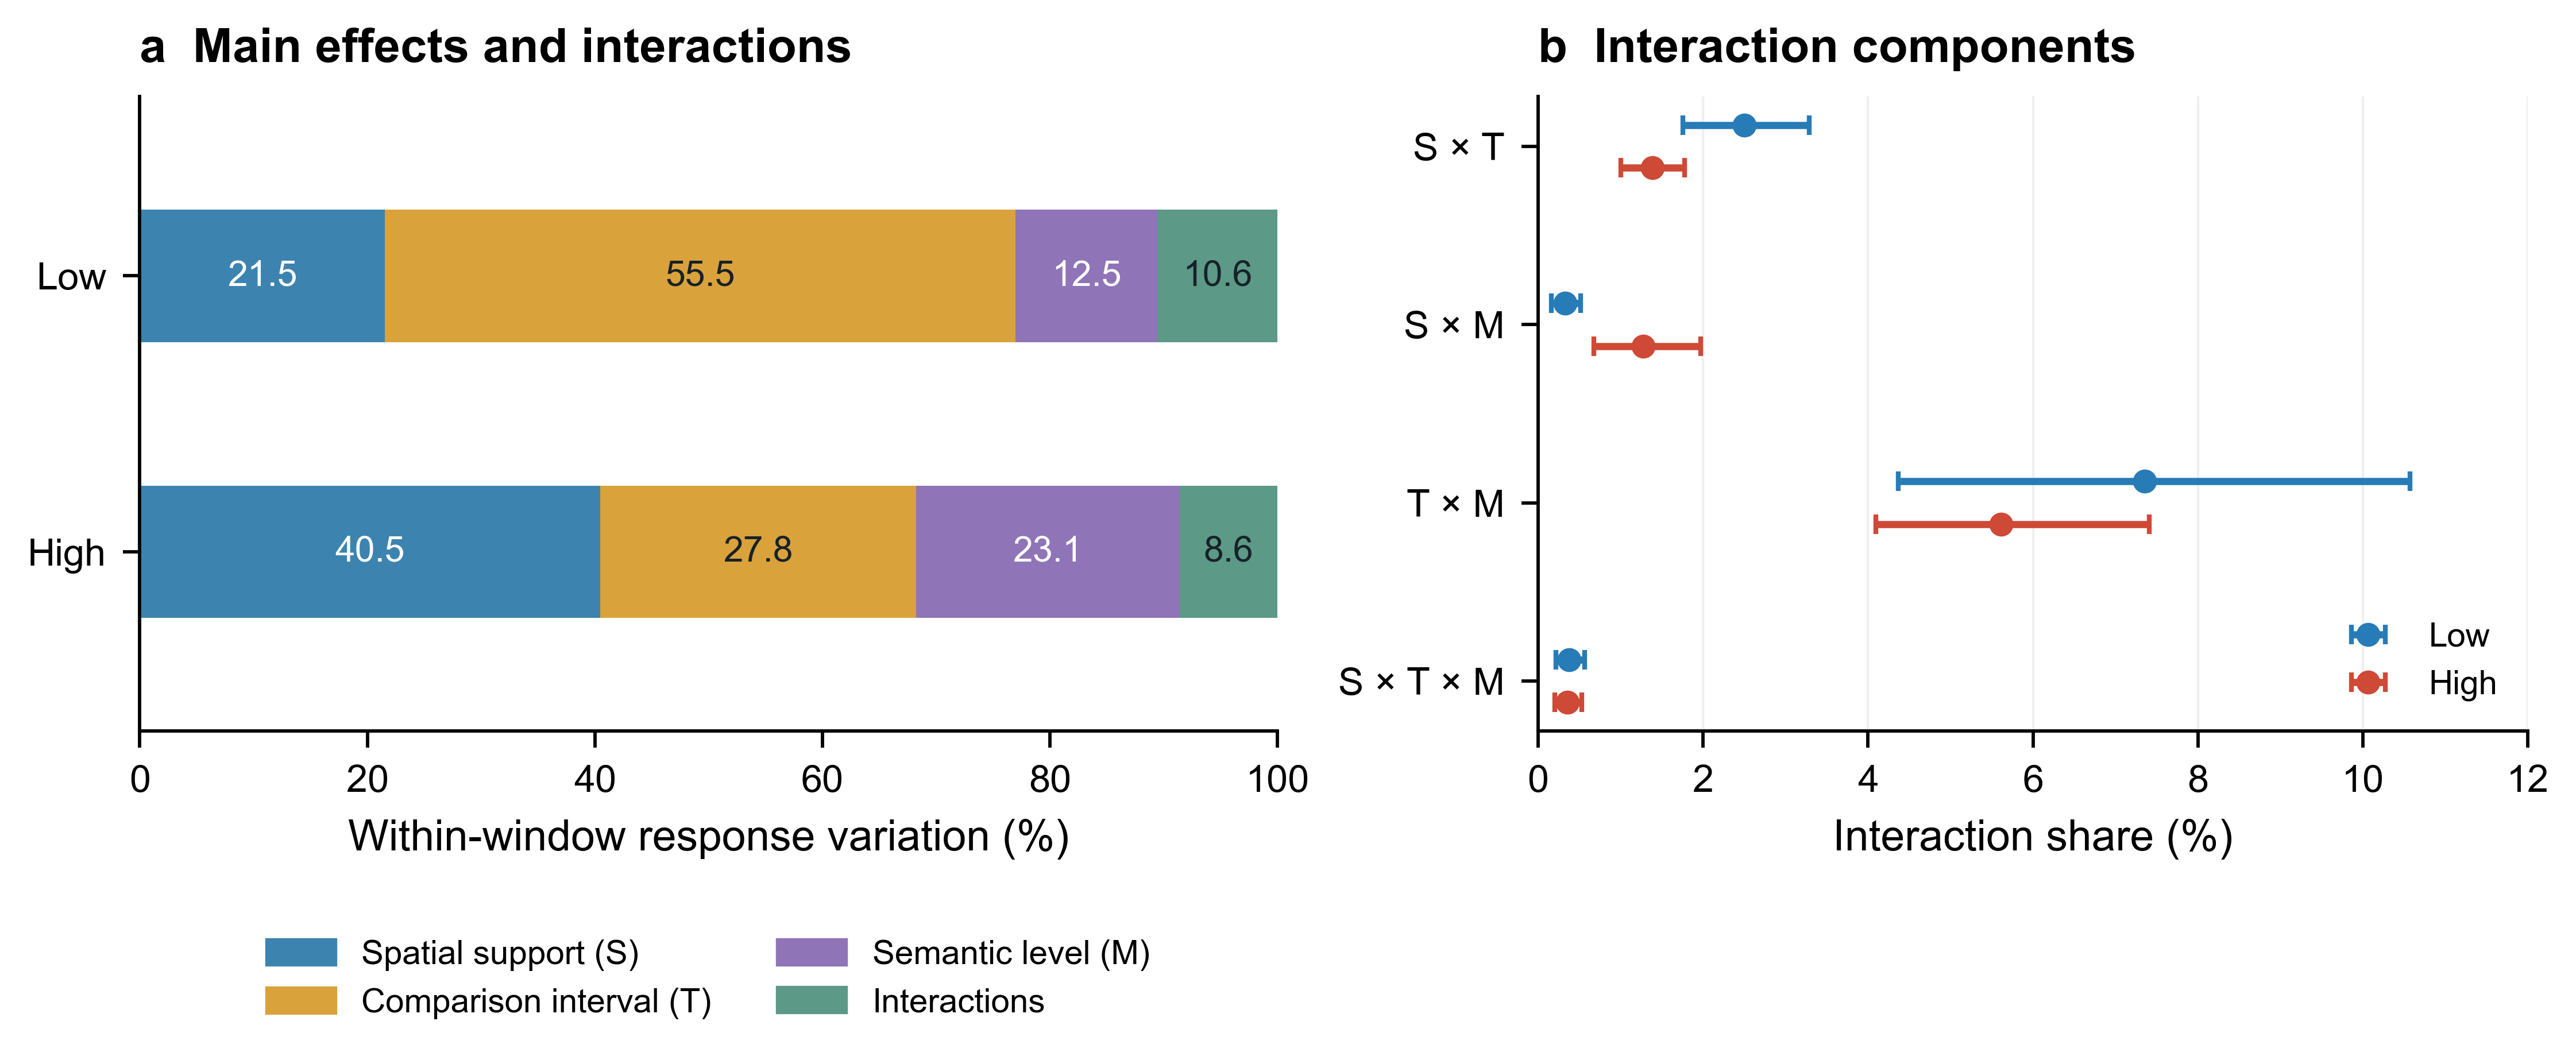 a Main effects and interactions
Low
21.5 55.5 12.5 10.6
High
40.5 27.8 23.1 8.6
0 20 40 60 80 100
Within-window response variation (%)
Spatial support (S)
Comparison interval (T)
Semantic level (M)
Interactions
b Interaction components
S × T
S × M
T × M
S × T × M
Low
High
0 2 4 6 8 10 12
Interaction share (%)